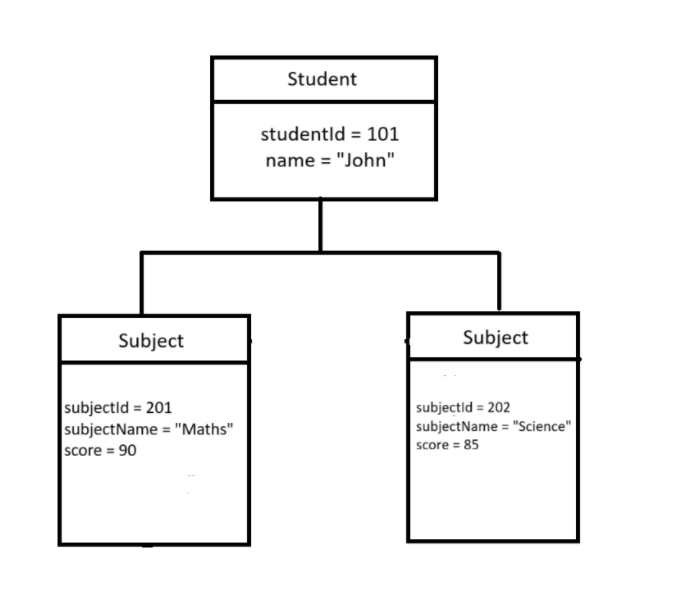 Student
studentId = 101
name = "John"
Subject
subjectId = 201
subjectName = "Maths"
score = 90
Subject
subjectId = 202
subjectName = "Science"
score = 85